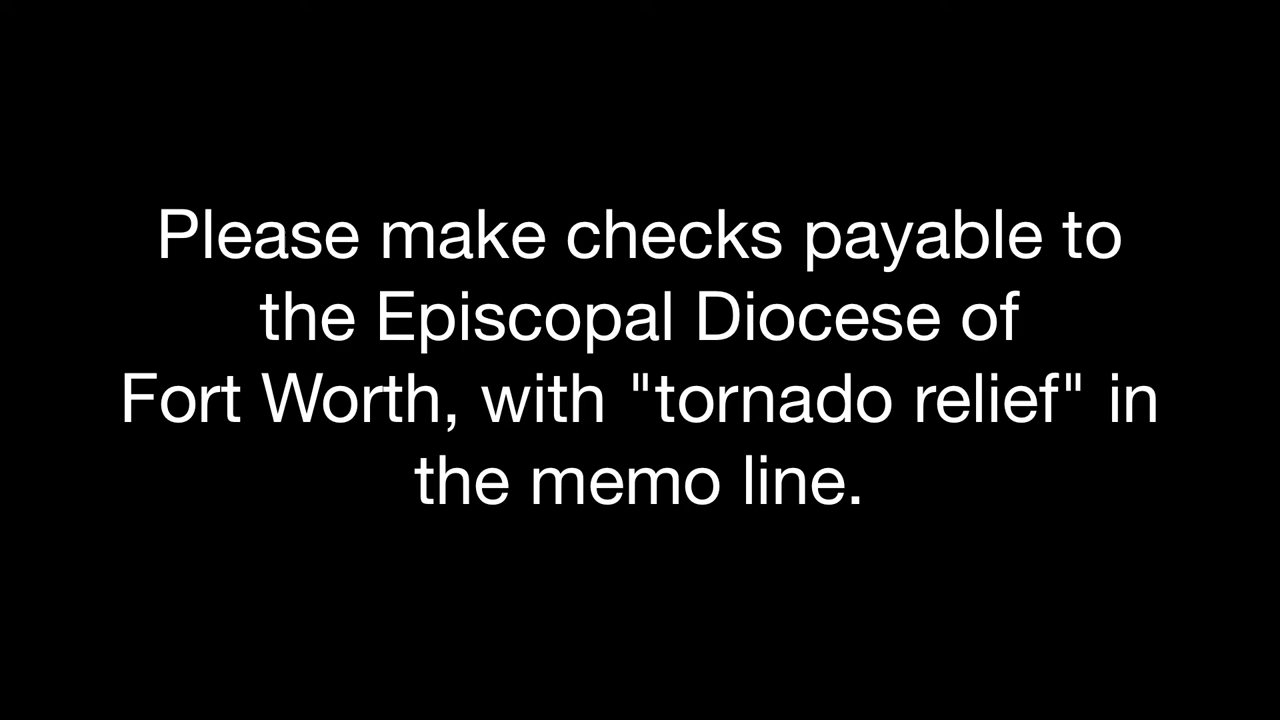 Please make checks payable to
the Episcopal Diocese of
Fort Worth, with "tornado relief" in
the memo line.